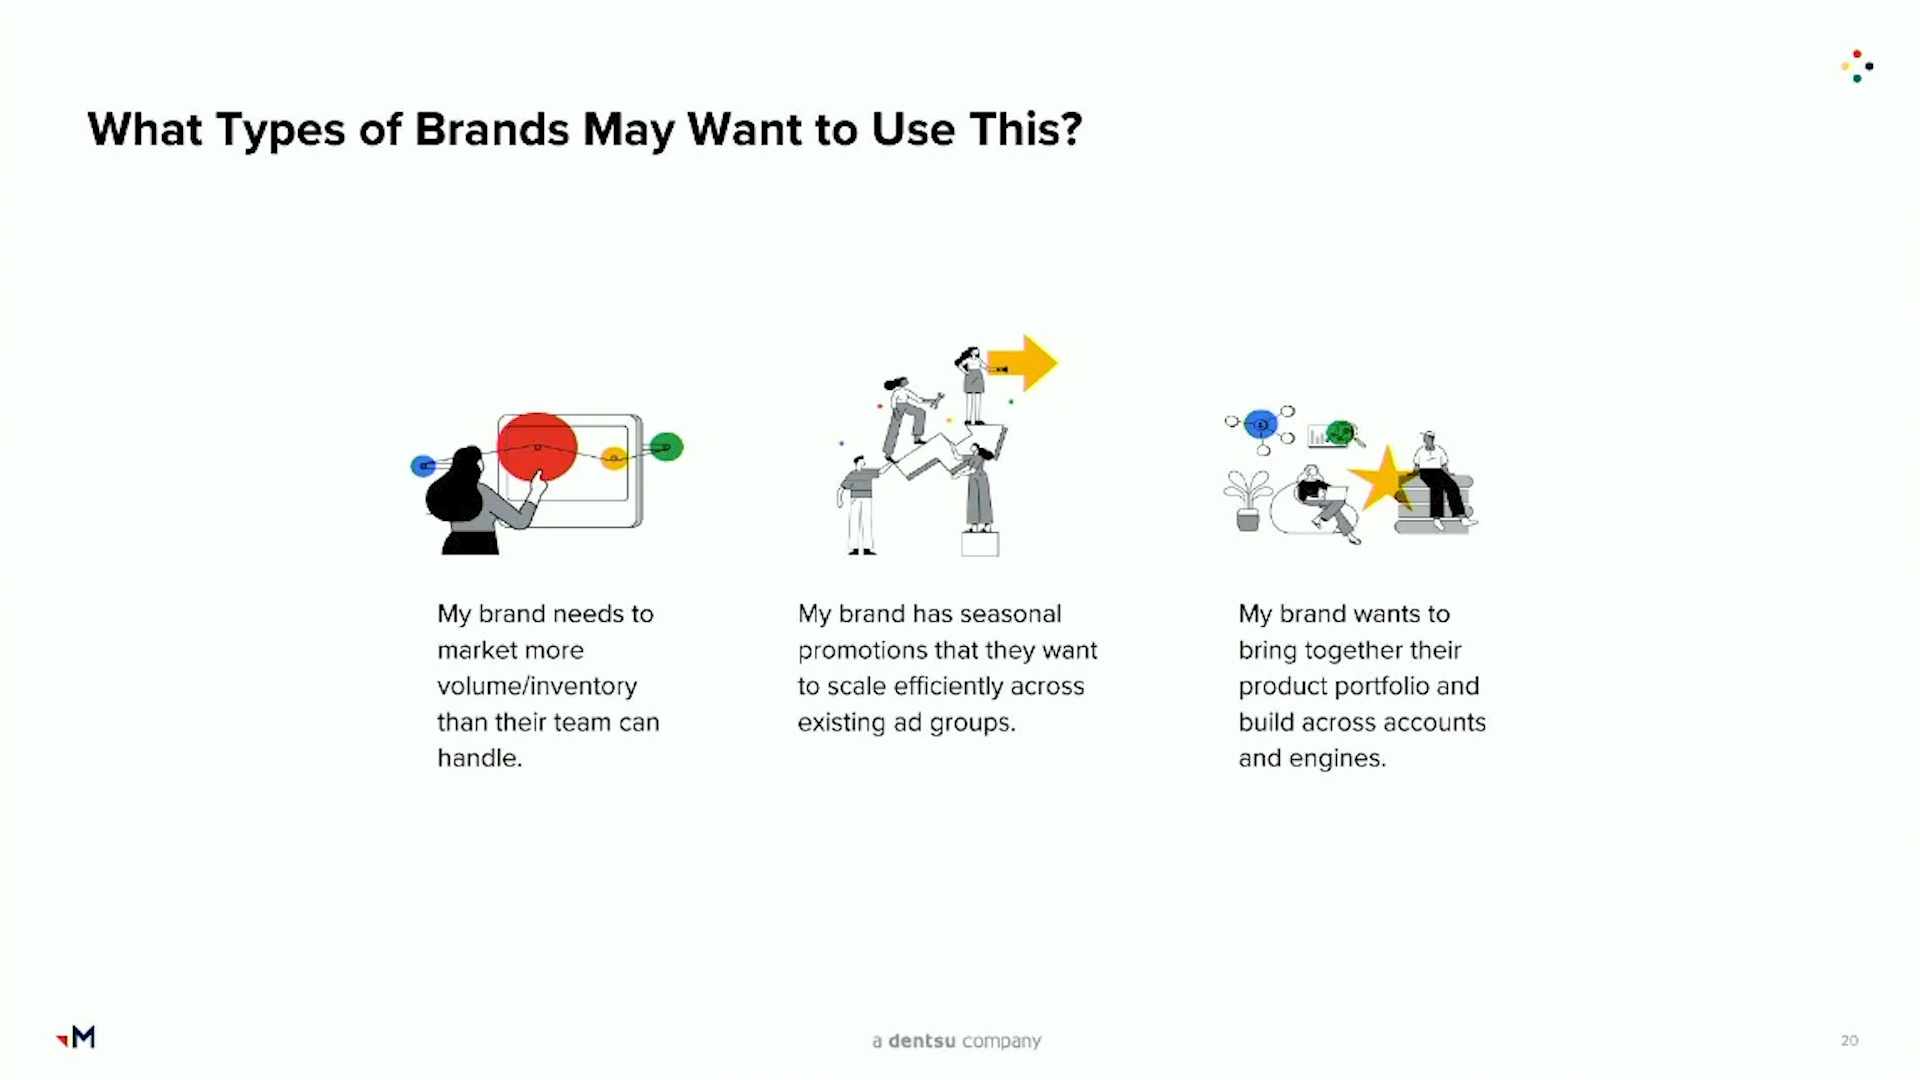 What Types of Brands May Want to Use This?
My brand needs to
market more
volume/inventory
than their team can
handle.
My brand has seasonal
promotions that they want
to scale efficiently across
existing ad groups.
My brand wants to
bring together their
product portfolio and
build across accounts
and engines.
M
a dentsu company
20